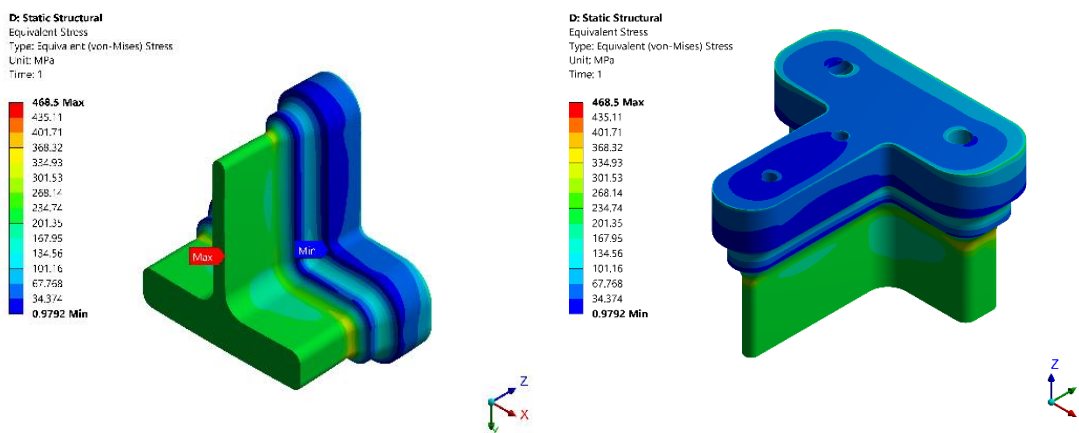 D: Static Structural
Equivalent Stress
Type: Equivalent (von-Mises) Stress
Unit: MPa
Time: 1
468.5 Max
435.11
401.71
368.32
334.93
301.53
268.14
234.74
201.35
167.95
134.56
101.16
67.768
34.374
0.9792 Min
Max
Min
Z
X
Y
D: Static Structural
Equivalent Stress
Type: Equivalent (von-Mises) Stress
Unit: MPa
Time: 1
468.5 Max
435.11
401.71
368.32
334.93
301.53
268.14
234.74
201.35
167.95
134.56
101.16
67.768
34.374
0.9792 Min
Z